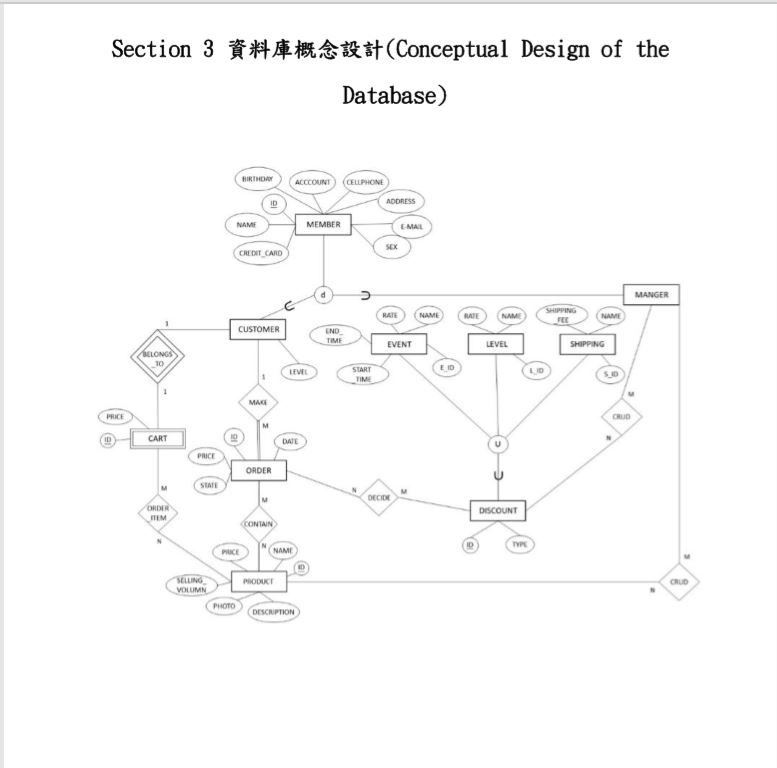 Section 3 資料庫概念設計(Conceptual Design of the
Database)
BIRTHDAY
ACCCOUNT
CELLPHONE
ID
ADDRESS
NAME
MEMBER
E-MAIL
CREDIT_CARD
SEX
d
MANGER
1
CUSTOMER
END_
TIME
RATE
NAME
RATE
NAME
SHIPPING
_FEE
NAME
EVENT
LEVEL
SHIPPING
BELONGS
_TO
LEVEL
START
_TIME
E_ID
L_ID
S_ID
1
1
MAKE
M
CRUD
PRICE
M
N
ID
CART
ID
DATE
U
PRICE
ORDER
STATE
M
M
N
DECIDE
M
DISCOUNT
ORDER
_ITEM
CONTAIN
N
N
PRICE
NAME
ID
ID
TYPE
M
SELLING_
VOLUMN
PRODUCT
N
CRUD
PHOTO
DESCRIPTION